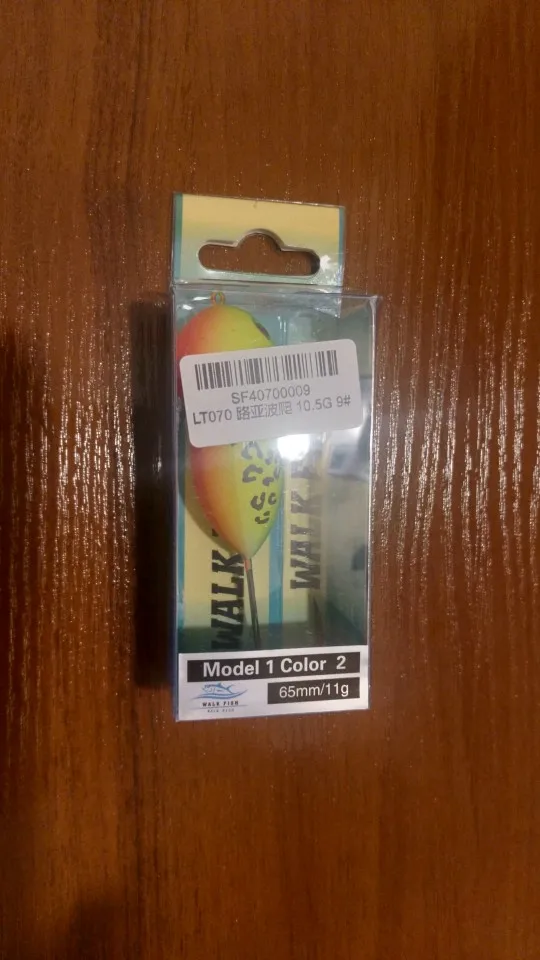 SF40700009
LT070 路亚波爬 10.5G 9#
WALK
WALK F
Model 1 Color 2
65mm/11g
WALK FISH